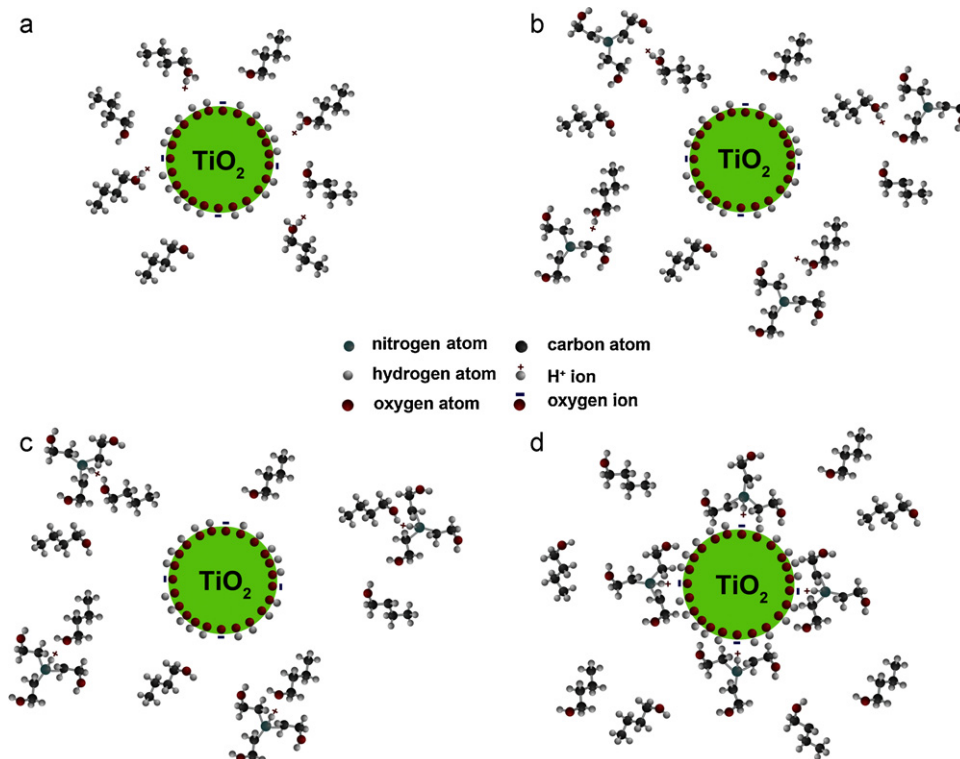 a
b
TiO₂
TiO₂
nitrogen atom
carbon atom
hydrogen atom
H⁺ ion
oxygen atom
oxygen ion
c
d
TiO₂
TiO₂